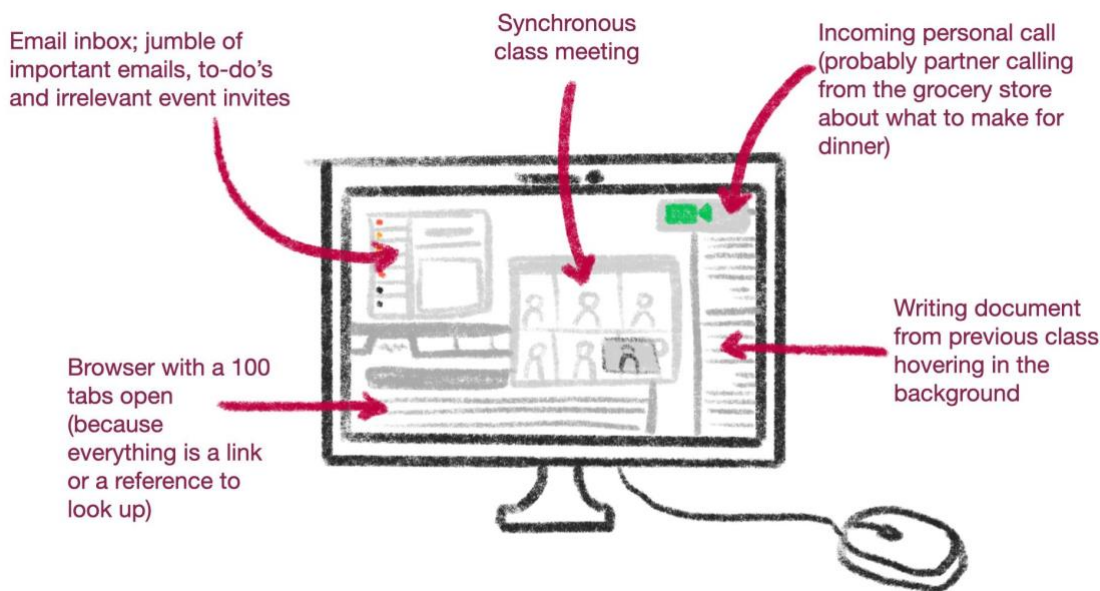 Email inbox; jumble of
important emails, to-do's
and irrelevant event invites
Synchronous
class meeting
Incoming personal call
(probably partner calling
from the grocery store
about what to make for
dinner)
Browser with a 100
tabs open
(because
everything is a link
or a reference to
look up)
Writing document
from previous class
hovering in the
background